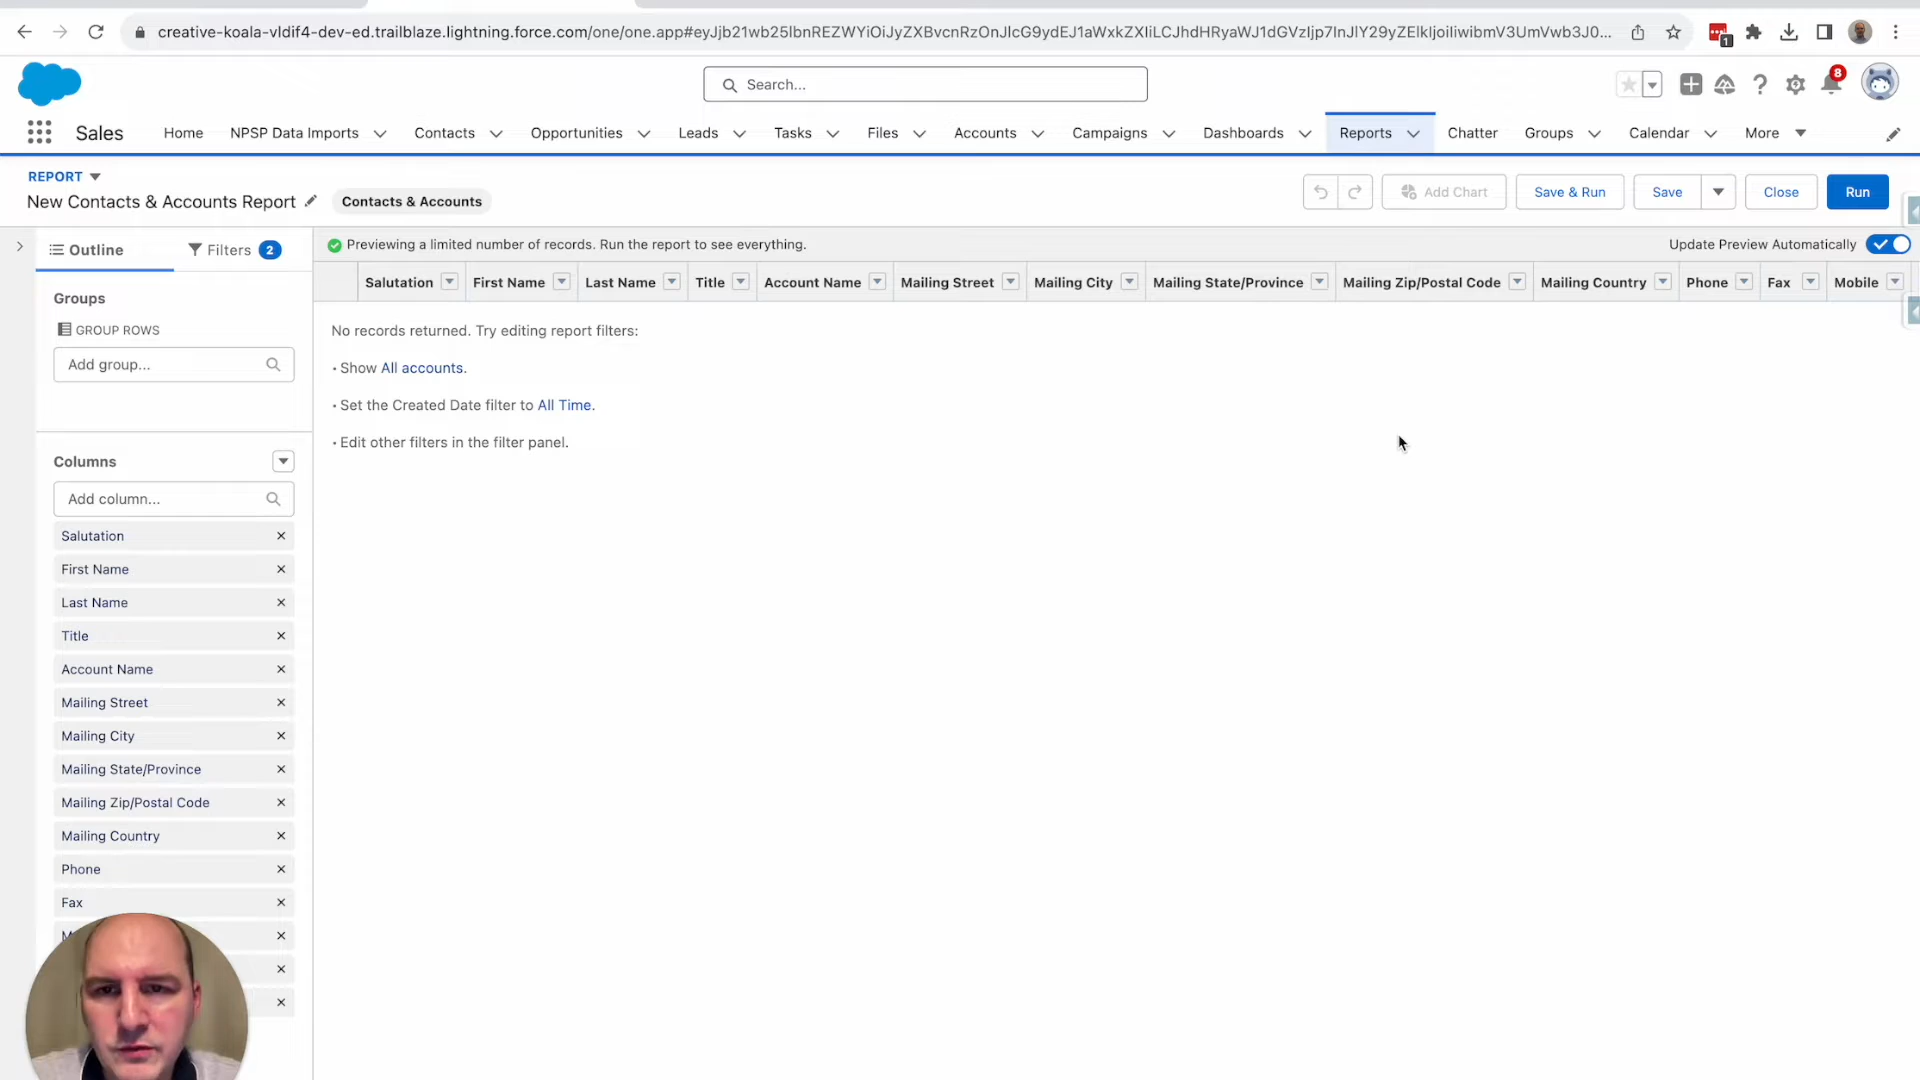 creative-koala-vldif4-dev-ed.trailblaze.lightning.force.com/one/one.app#eyJjb21wb25lbnREZWYiOiJyZXBvcnRzOnJlcG9ydEJ1aWxkZXIiLCJhdHRyaWJ1dGVzIjp7InJlY29yZElkIjoiIiwibmV3UmVwb3J0...
1
Search...
8
Sales
Home
NPSP Data Imports
Contacts
Opportunities
Leads
Tasks
Files
Accounts
Campaigns
Dashboards
Reports
Chatter
Groups
Calendar
More
REPORT
New Contacts & Accounts Report
Contacts & Accounts
Add Chart
Save & Run
Save
Close
Run
Outline
Filters 2
Previewing a limited number of records. Run the report to see everything.
Update Preview Automatically
Salutation
First Name
Last Name
Title
Account Name
Mailing Street
Mailing City
Mailing State/Province
Mailing Zip/Postal Code
Mailing Country
Phone
Fax
Mobile
Groups
GROUP ROWS
Add group...
No records returned. Try editing report filters:
• Show All accounts.
• Set the Created Date filter to All Time.
• Edit other filters in the filter panel.
Columns
Add column...
Salutation
First Name
Last Name
Title
Account Name
Mailing Street
Mailing City
Mailing State/Province
Mailing Zip/Postal Code
Mailing Country
Phone
Fax